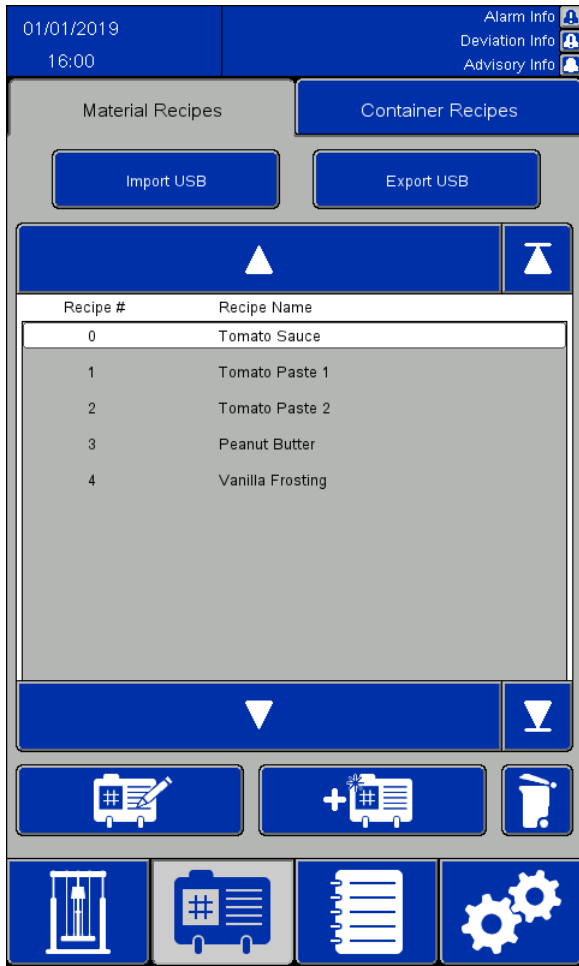 01/01/2019
16:00
Alarm Info
Deviation Info
Advisory Info
Material Recipes
Container Recipes
Import USB
Export USB
Recipe # Recipe Name
0 Tomato Sauce
1 Tomato Paste 1
2 Tomato Paste 2
3 Peanut Butter
4 Vanilla Frosting